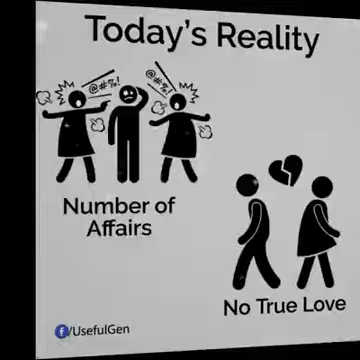 Today's Reality
@#%!
@#%!
Number of
Affairs
No True Love
f/UsefulGen